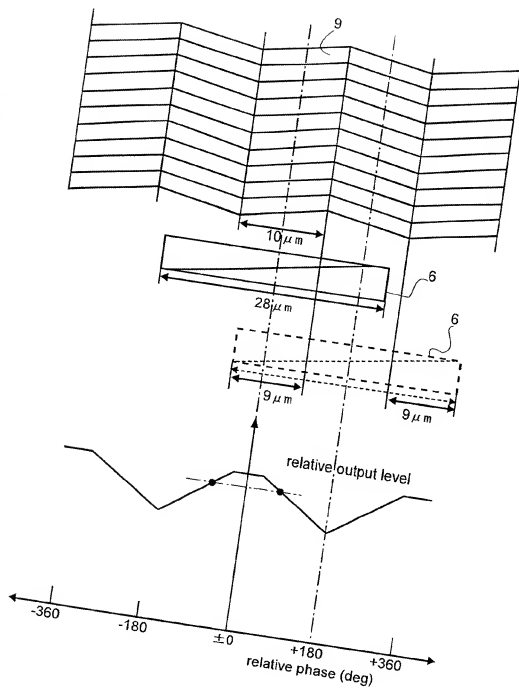 9
10μm
6
28μm
6
9μm
9μm
relative output level
-360
-180
±0
+180
+360
relative phase (deg)